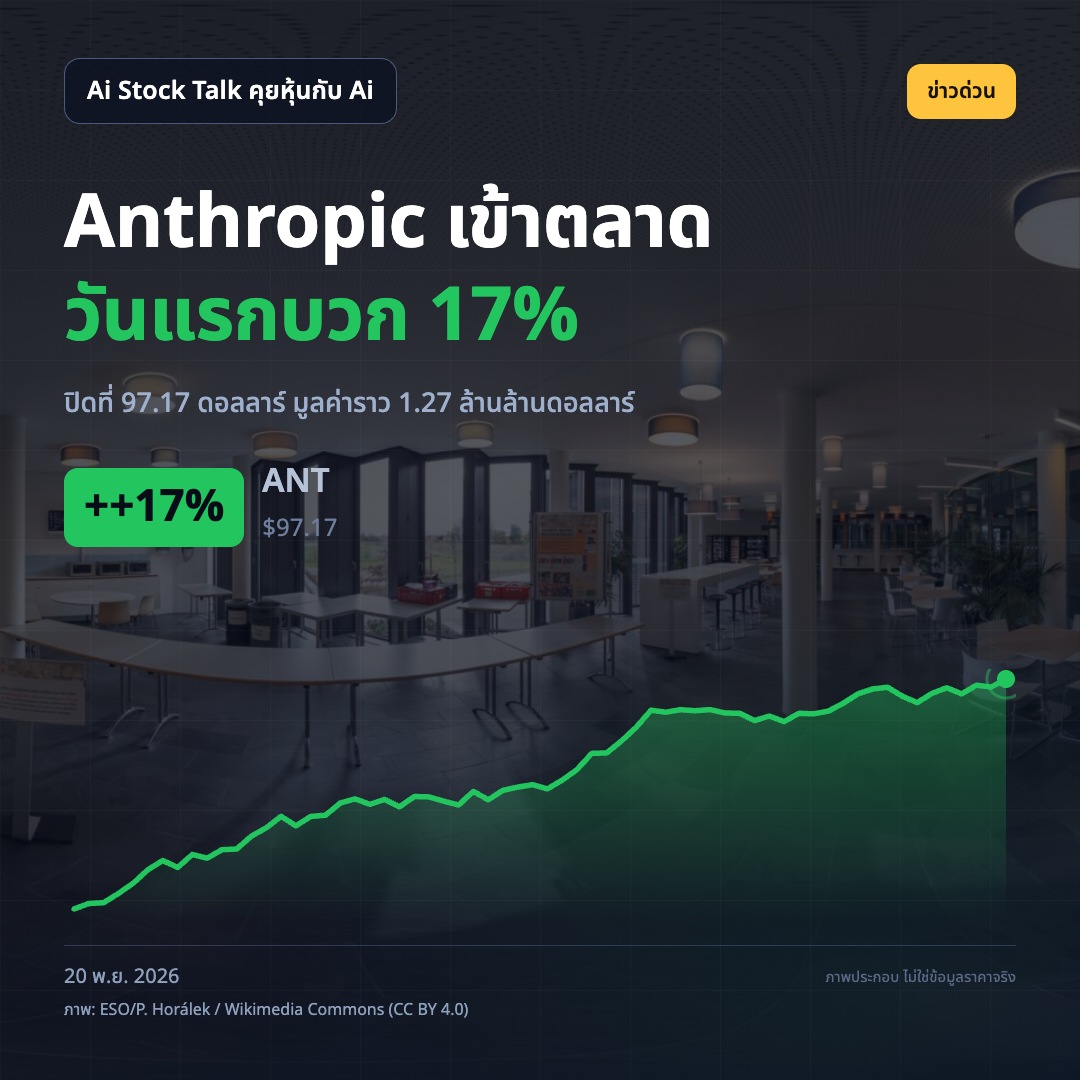 Ai Stock Talk คุยหุ้นกับ Ai
ข่าวด่วน
Anthropic เข้าตลาด
วันแรกบวก 17%
ปิดที่ 97.17 ดอลลาร์ มูลค่าราว 1.27 ล้านล้านดอลลาร์
++17%
ANT
$97.17
20 พ.ย. 2026
ภาพประกอบ ไม่ใช่ข้อมูลราคาจริง
ภาพ: ESO/P. Horálek / Wikimedia Commons (CC BY 4.0)